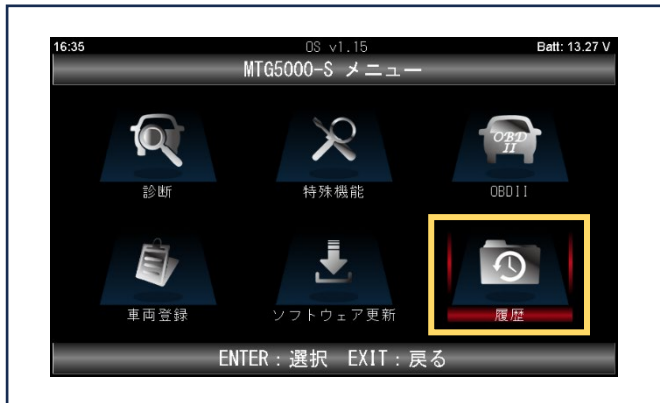 16:35 OS v1.15 Batt: 13.27 V
MTG5000-S メニュー
OBD
II
診断 特殊機能 OBDII
車両登録 ソフトウェア更新 履歴
ENTER：選択 EXIT：戻る